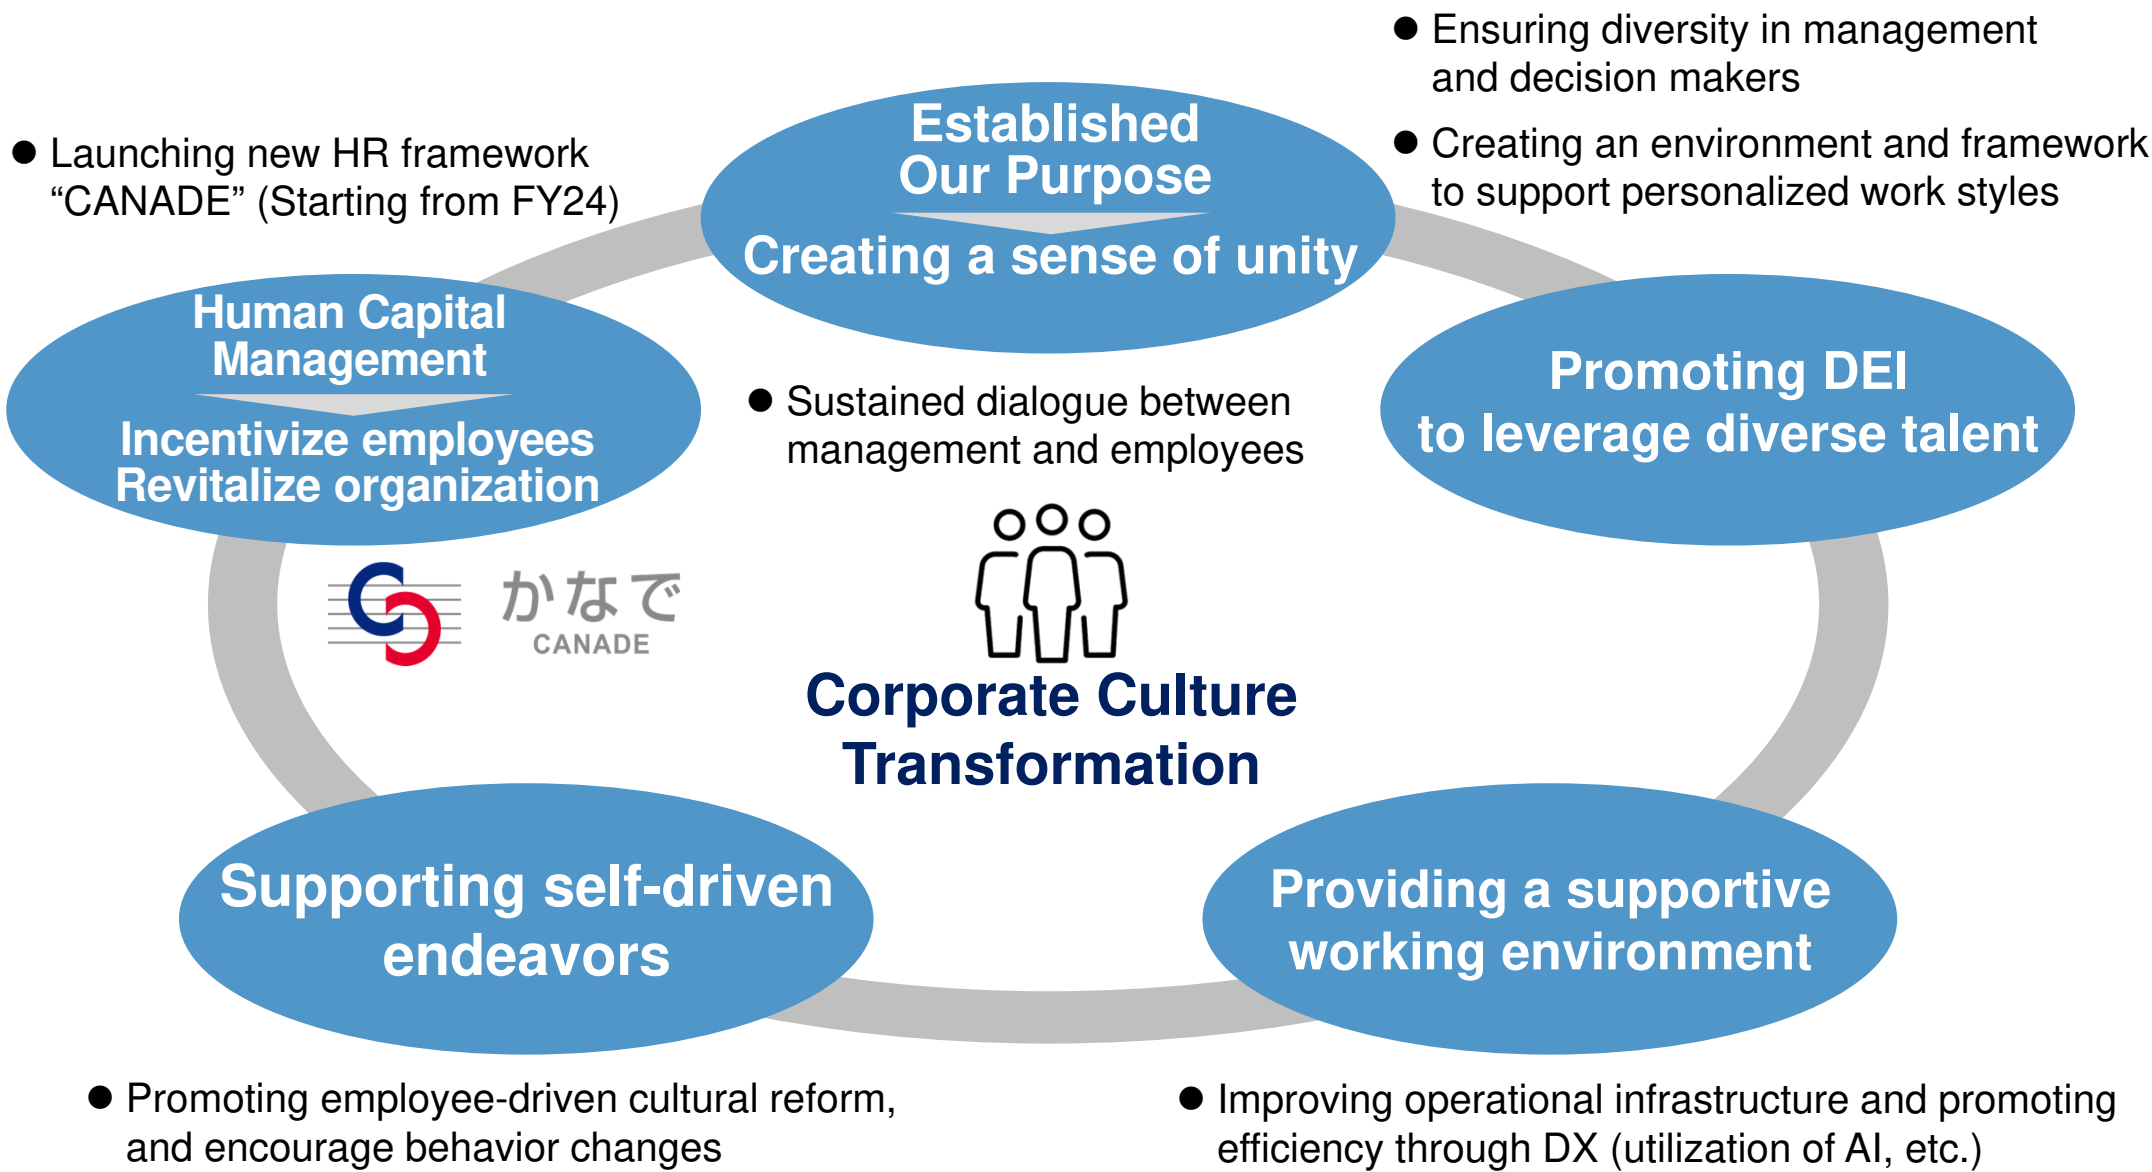 Established
Our Purpose
Creating a sense of unity
● Sustained dialogue between
management and employees
● Ensuring diversity in management
and decision makers
● Creating an environment and framework
to support personalized work styles
Promoting DEI
to leverage diverse talent
● Launching new HR framework
“CANADE” (Starting from FY24)
Human Capital
Management
Incentivize employees
Revitalize organization
かなで
CANADE
Corporate Culture
Transformation
Supporting self-driven
endeavors
● Promoting employee-driven cultural reform,
and encourage behavior changes
Providing a supportive
working environment
● Improving operational infrastructure and promoting
efficiency through DX (utilization of AI, etc.)